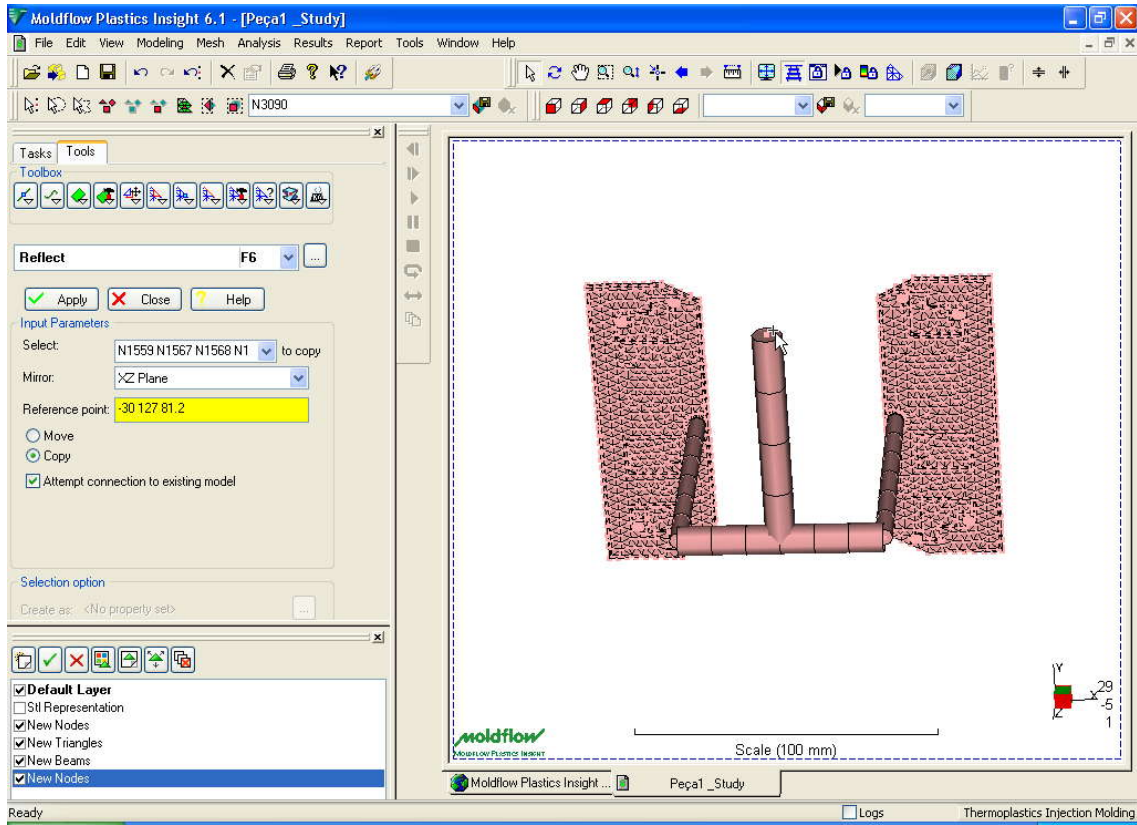 Moldflow Plastics Insight 6.1 - [Peça1 _Study]
File Edit View Modeling Mesh Analysis Results Report Tools Window Help
N3090
Tasks Tools
Toolbox
Reflect F6 ...
Apply Close ? Help
Input Parameters
Select: N1559 N1567 N1568 N1 to copy
Mirror: XZ Plane
Reference point: -30 127 81.2
Move
Copy
Attempt connection to existing model
Selection option
Create as: <No property set> ...
Default Layer
Stl Representation
New Nodes
New Triangles
New Beams
New Nodes
Y
X
Z
29
-5
1
moldflow
MOLDFLOW PLASTICS INSIGHT
Scale (100 mm)
Moldflow Plastics Insight ... Peça1 _Study
Ready Logs Thermoplastics Injection Molding